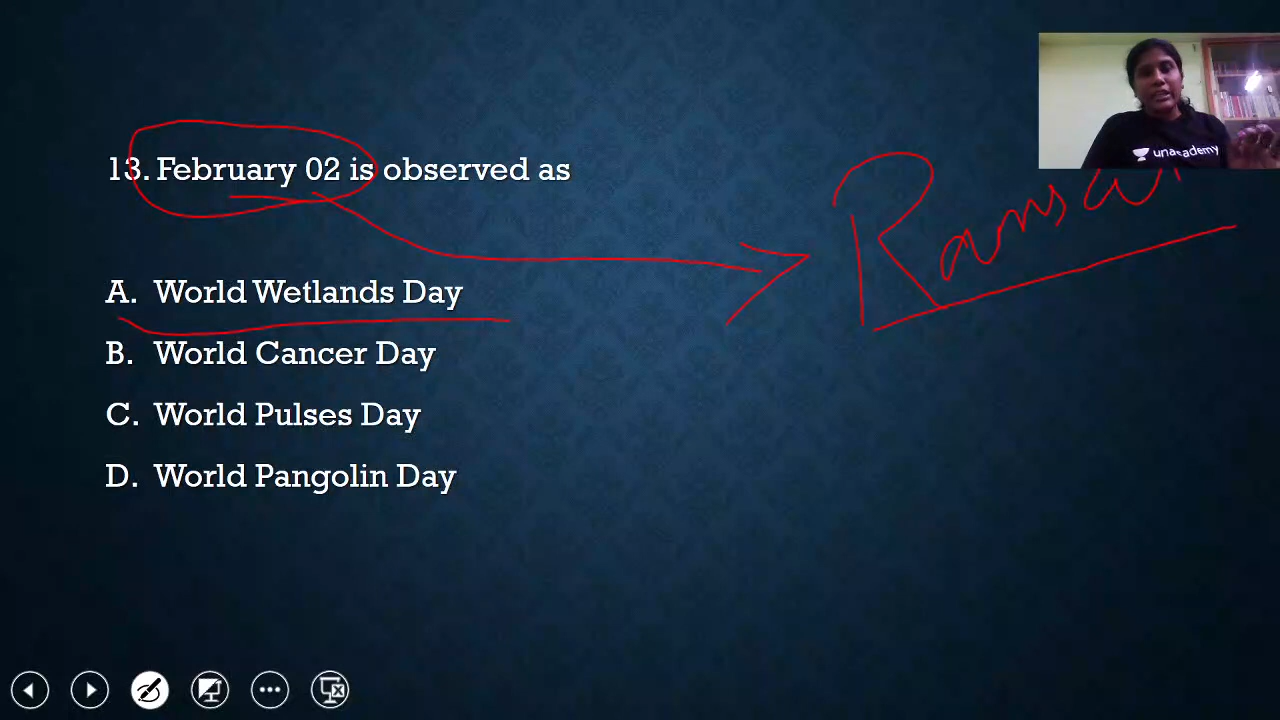 13. February 02 is observed as
A. World Wetlands Day
B. World Cancer Day
C. World Pulses Day
D. World Pangolin Day
unacademy